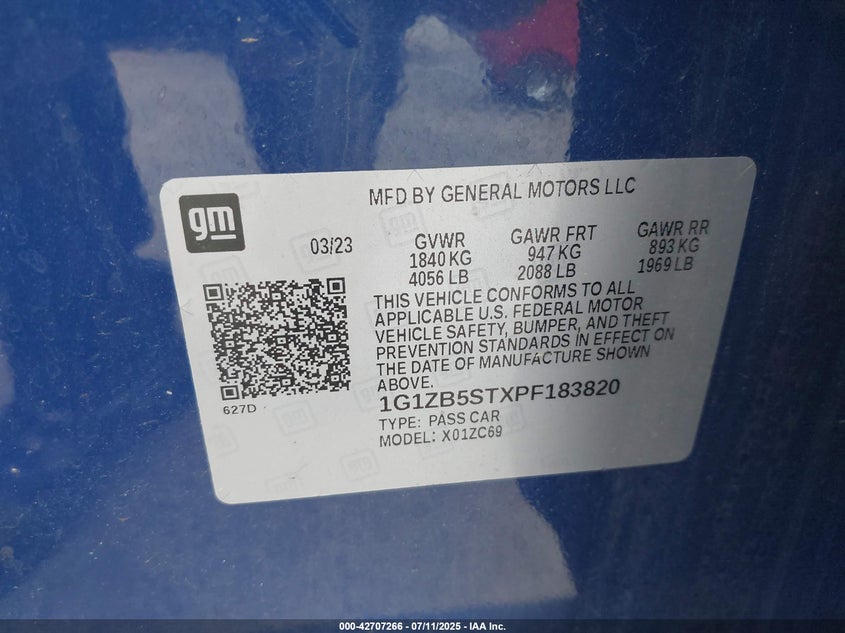 MFD BY GENERAL MOTORS LLC
gm
03/23
GVWR GAWR FRT GAWR RR
1840 KG 947 KG 893 KG
4056 LB 2088 LB 1969 LB
THIS VEHICLE CONFORMS TO ALL
APPLICABLE U.S. FEDERAL MOTOR
VEHICLE SAFETY, BUMPER, AND THEFT
PREVENTION STANDARDS IN EFFECT ON
THE DATE OF MANUFACTURE SHOWN
ABOVE.
627D
1G1ZB5STXPF183820
TYPE: PASS CAR
MODEL: X01ZC69
000-42707266 - 07/11/2025 - IAA Inc.